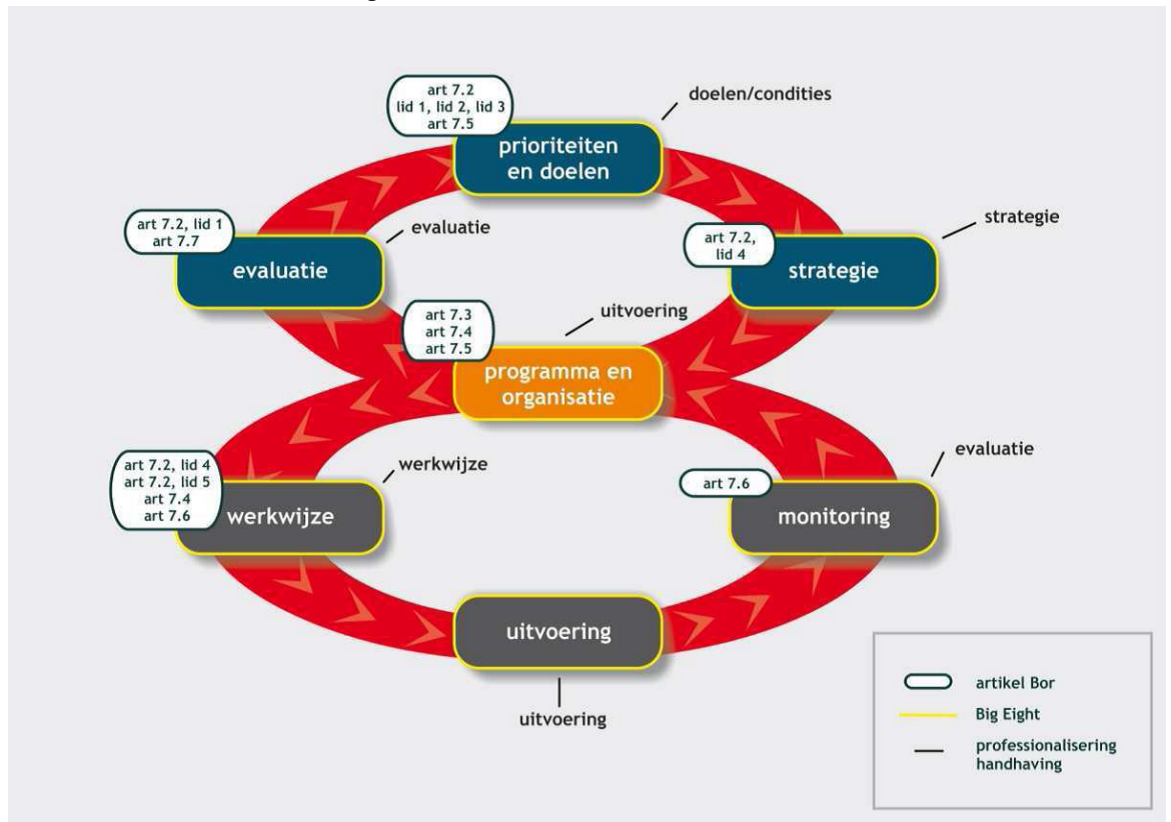 art 7.2
lid 1, lid 2, lid 3
art 7.5
doelen/condities
prioriteiten
en doelen
art 7.2, lid 1
art 7.7
evaluatie
evaluatie
art 7.2,
lid 4
strategie
strategie
art 7.3
art 7.4
art 7.5
uitvoering
programma en
organisatie
art 7.2, lid 4
art 7.2, lid 5
art 7.4
art 7.6
werkwijze
werkwijze
art 7.6
evaluatie
monitoring
uitvoering
uitvoering
artikel Bor
Big Eight
professionalisering
handhaving